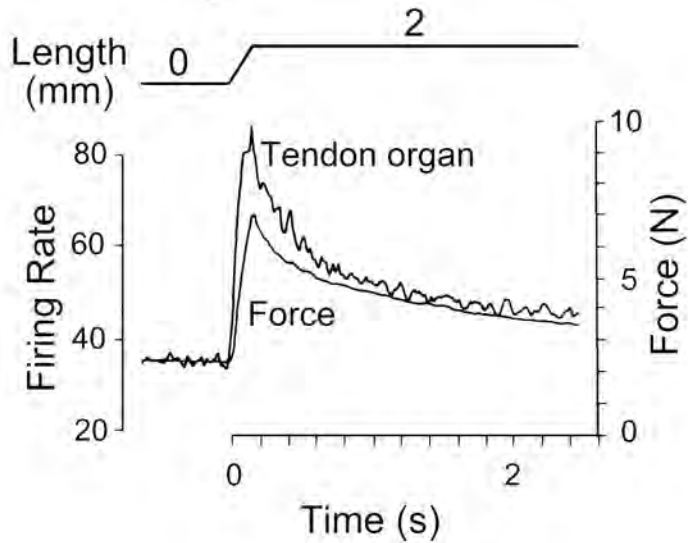 2
Length
(mm)
0
10
80
Tendon organ
Firing Rate
60
Force (N)
5
Force
40
20
0
0
2
Time (s)